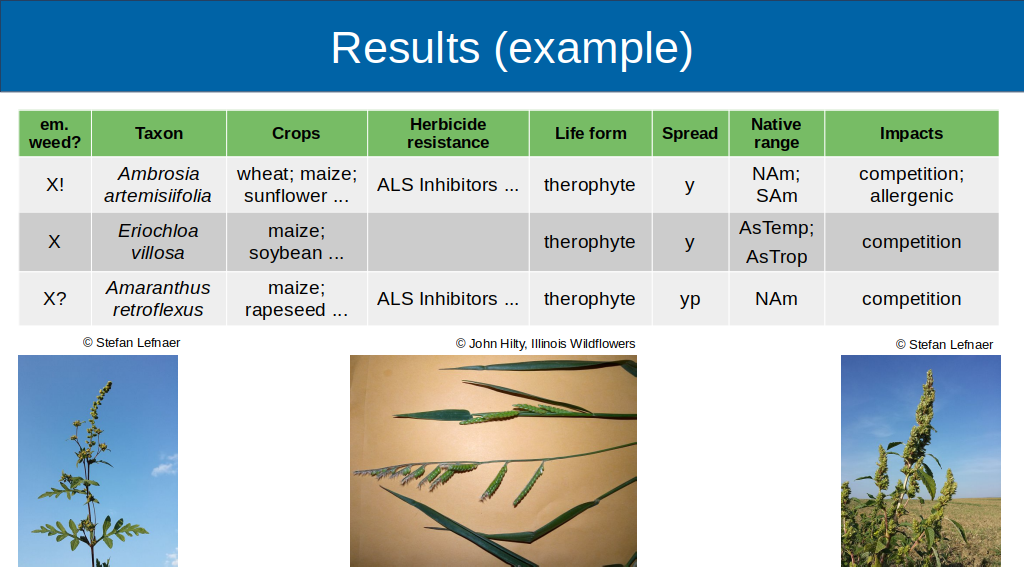 Results (example)
em. weed? Taxon Crops Herbicide resistance Life form Spread Native range Impacts
X! Ambrosia artemisiifolia wheat; maize; sunflower ... ALS Inhibitors ... therophyte y NAm; SAm competition; allergenic
X Eriochloa villosa maize; soybean ... therophyte y AsTemp; AsTrop competition
X? Amaranthus retroflexus maize; rapeseed ... ALS Inhibitors ... therophyte yp NAm competition
© Stefan Lefnaer
© John Hilty, Illinois Wildflowers
© Stefan Lefnaer